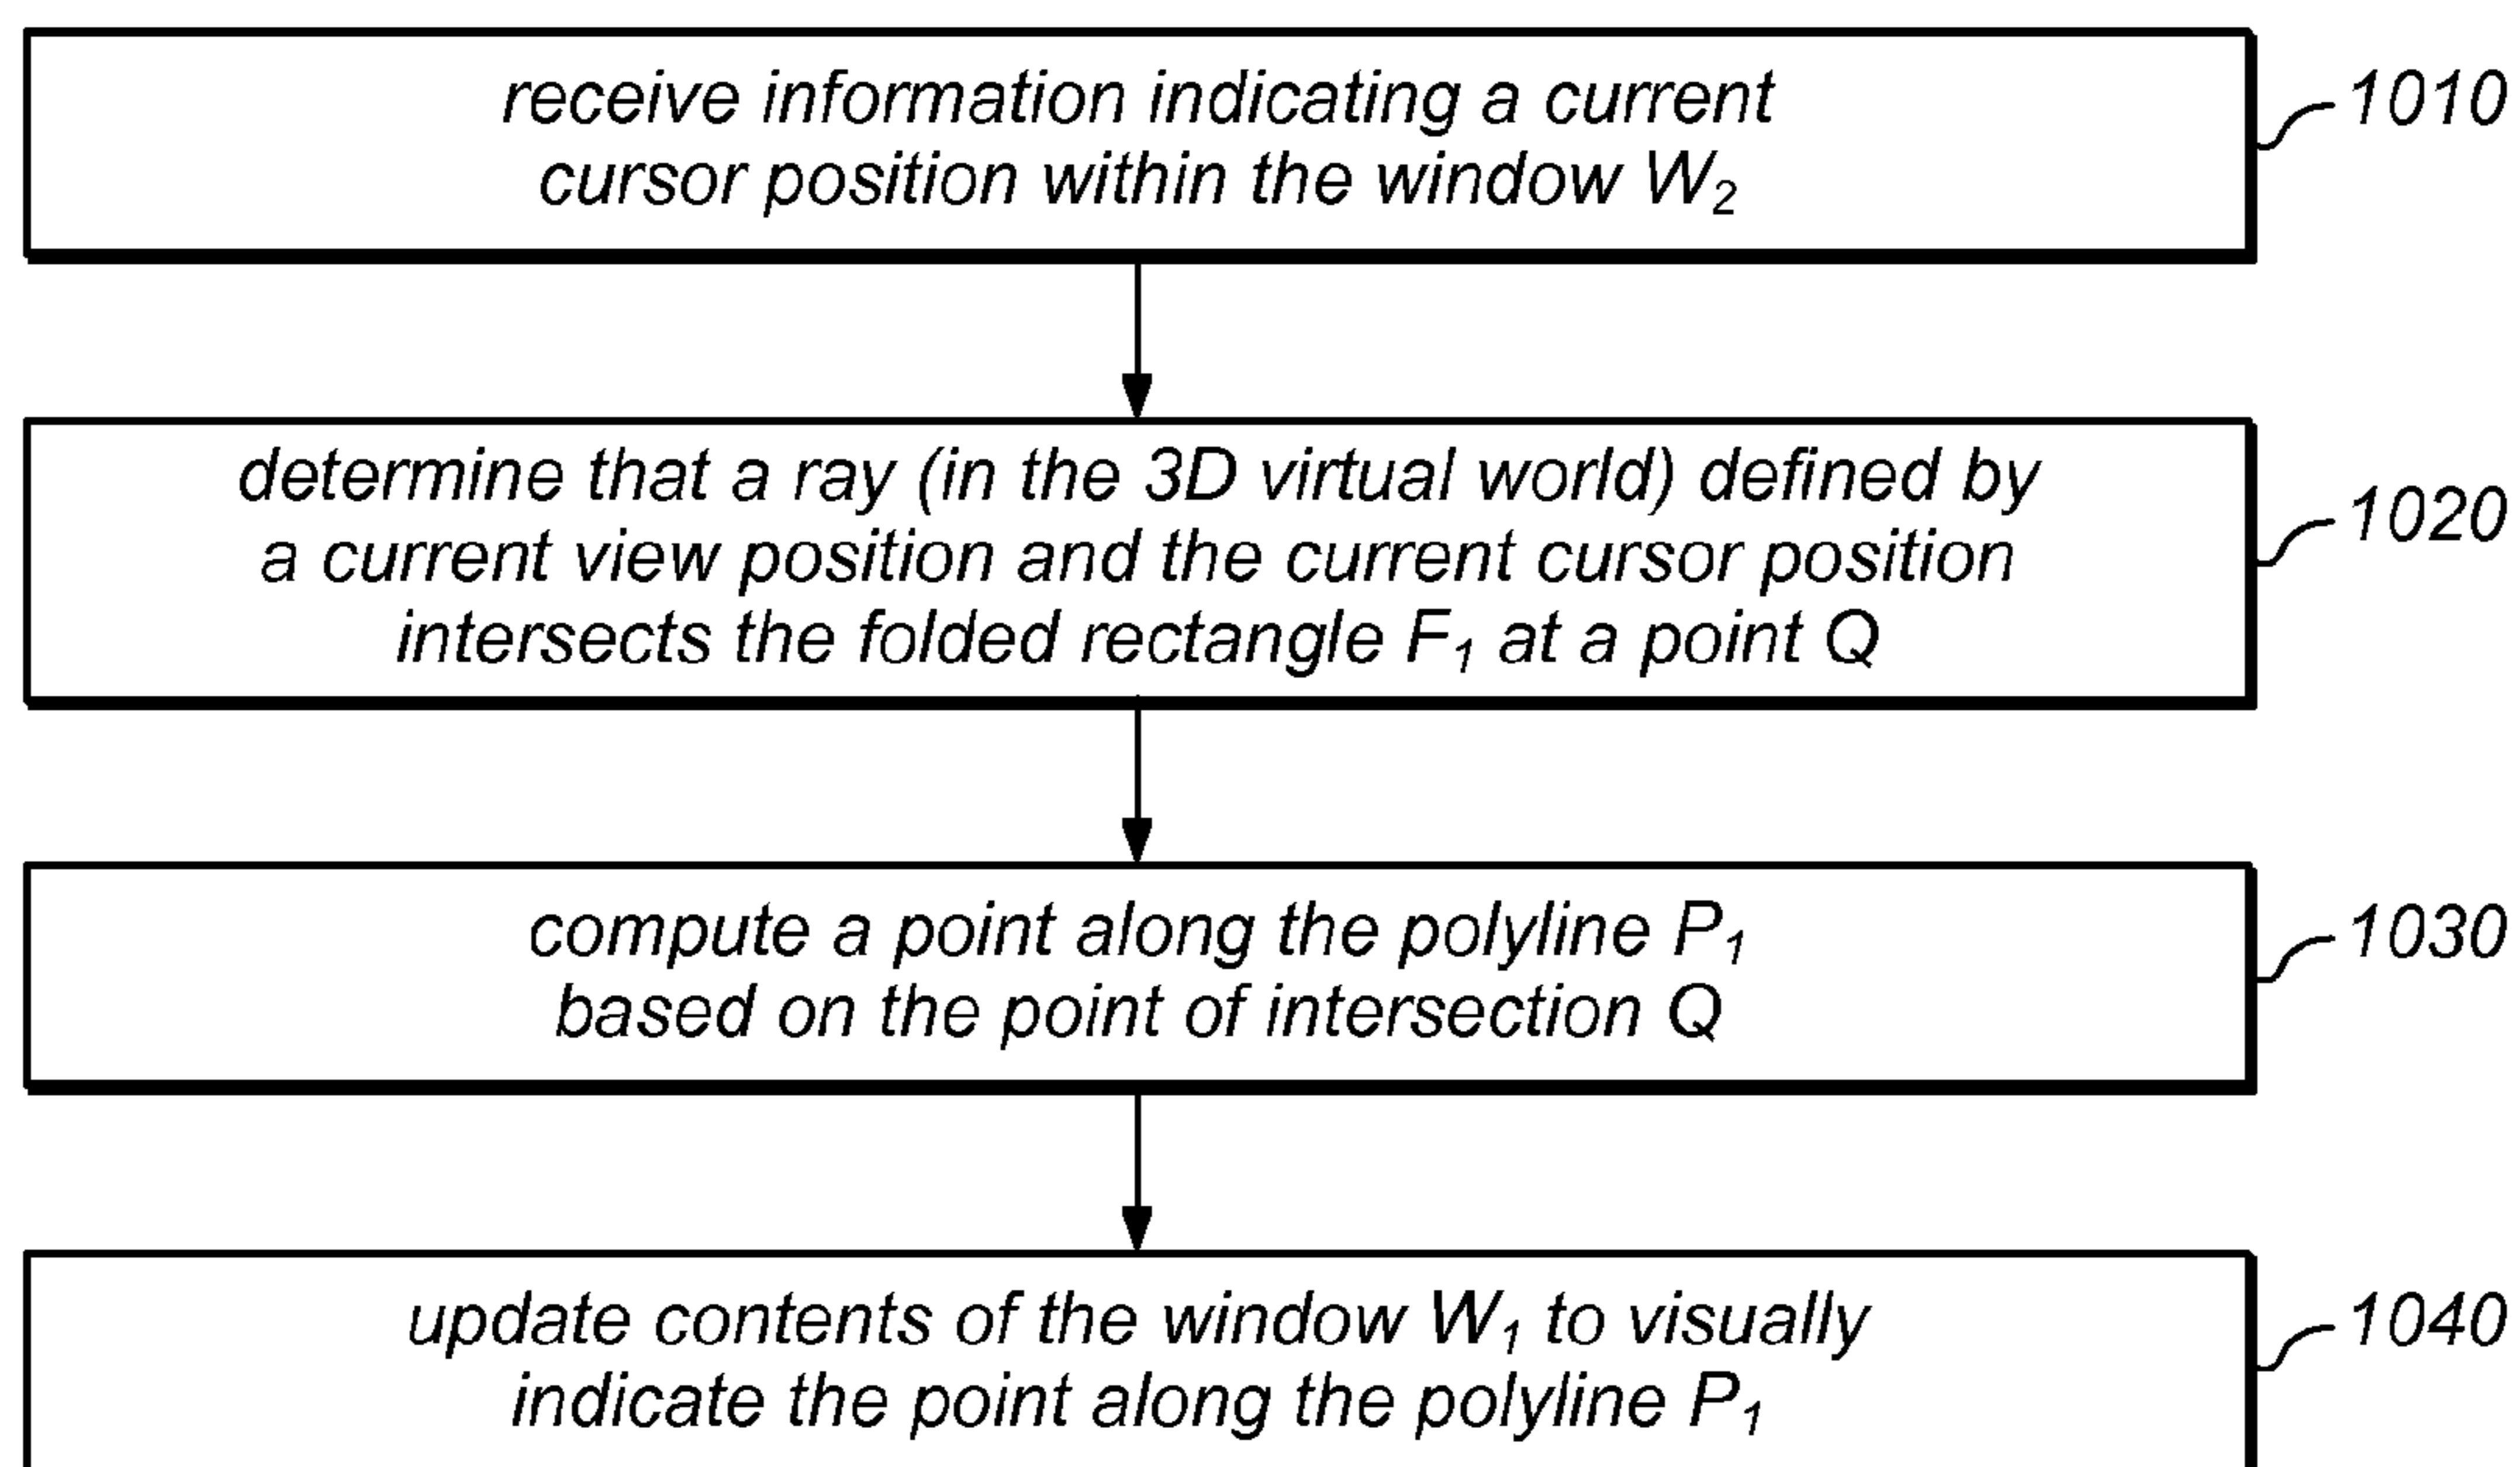 receive information indicating a current
cursor position within the window W₂
1010
determine that a ray (in the 3D virtual world) defined by
a current view position and the current cursor position
intersects the folded rectangle F₁ at a point Q
1020
compute a point along the polyline P₁
based on the point of intersection Q
1030
update contents of the window W₁ to visually
indicate the point along the polyline P₁
1040